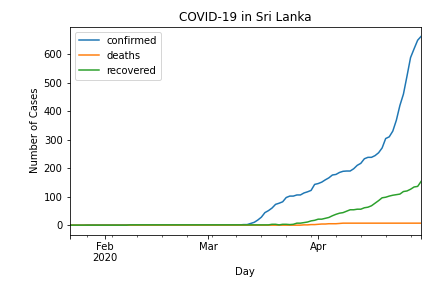 COVID-19 in Sri Lanka
confirmed
deaths
recovered
600
500
400
300
200
100
0
Number of Cases
Feb
2020
Mar
Apr
Day